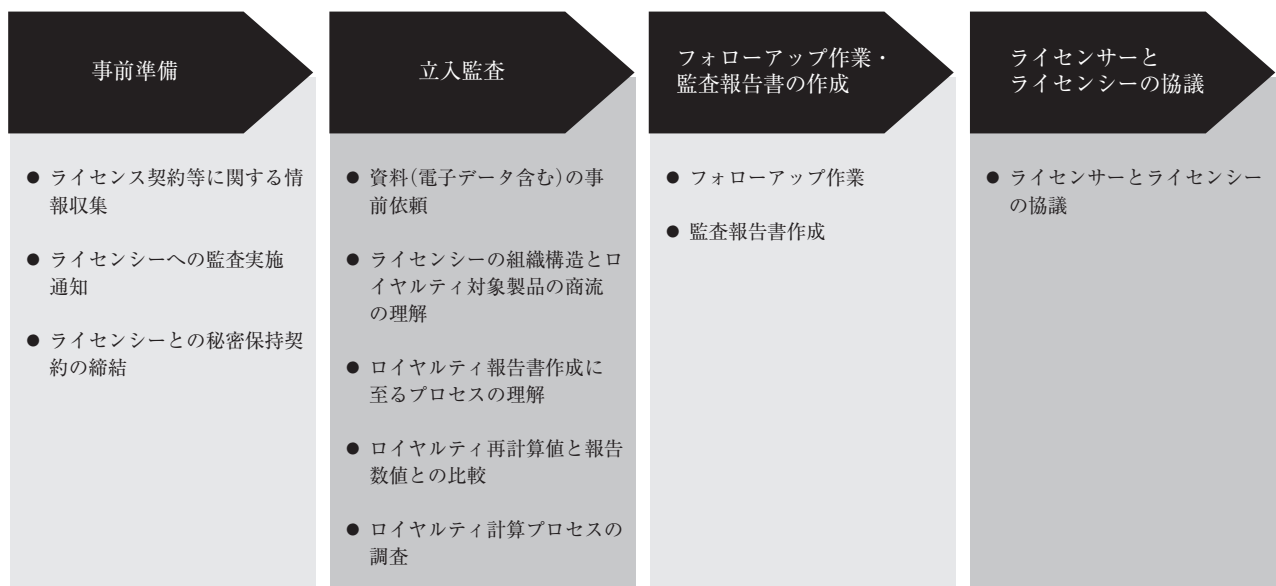 事前準備
● ライセンス契約等に関する情
報収集
● ライセンシーへの監査実施
通知
● ライセンシーとの秘密保持契
約の締結
立入監査
● 資料(電子データ含む)の事
前依頼
● ライセンシーの組織構造とロ
イヤルティ対象製品の商流
の理解
● ロイヤルティ報告書作成に
至るプロセスの理解
● ロイヤルティ再計算値と報告
数値との比較
● ロイヤルティ計算プロセスの
調査
フォローアップ作業・
監査報告書の作成
● フォローアップ作業
● 監査報告書作成
ライセンサーと
ライセンシーの協議
● ライセンサーとライセンシー
の協議